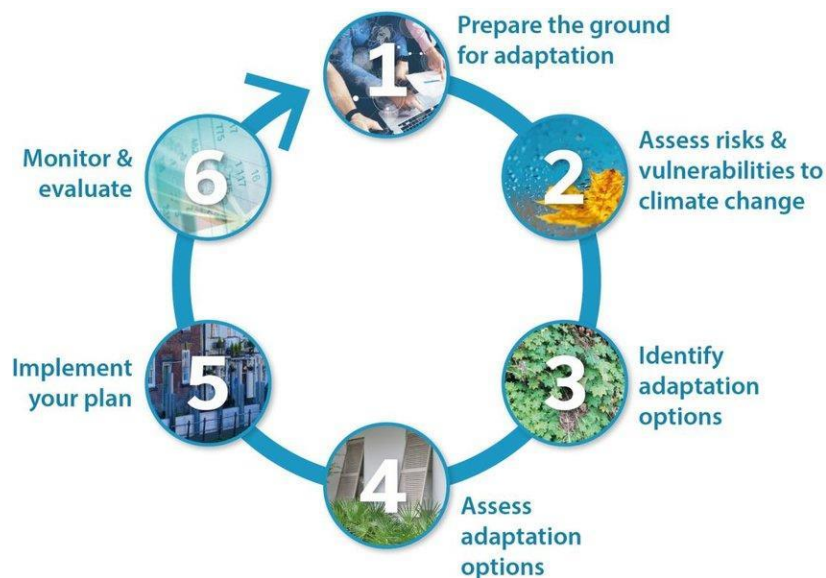 1
Prepare the ground
for adaptation
2
Assess risks &
vulnerabilities to
climate change
3
Identify
adaptation
options
4
Assess
adaptation
options
5
Implement
your plan
6
Monitor &
evaluate